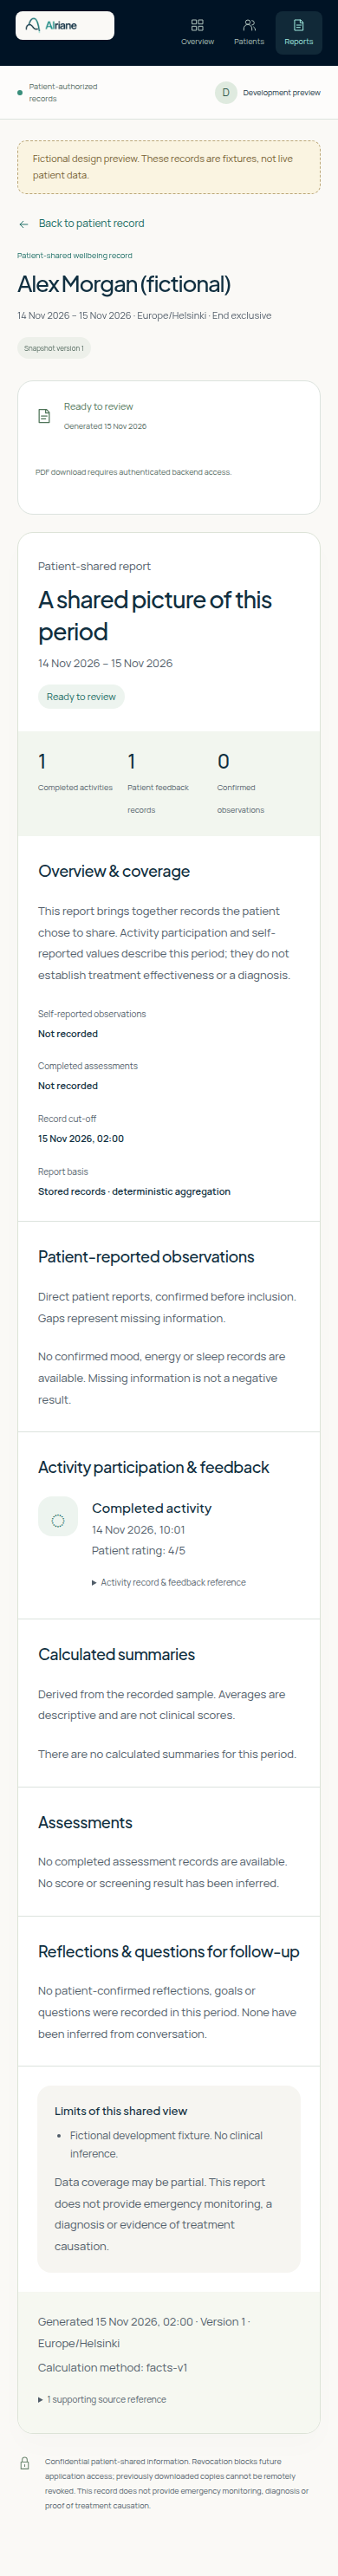 AIriane
Overview
Patients
Reports
Patient-authorized
records
D
Development preview
Fictional design preview. These records are fixtures, not live
patient data.
← Back to patient record
Patient-shared wellbeing record
Alex Morgan (fictional)
14 Nov 2026 – 15 Nov 2026 · Europe/Helsinki · End exclusive
Snapshot version 1
Ready to review
Generated 15 Nov 2026
PDF download requires authenticated backend access.
Patient-shared report
A shared picture of this
period
14 Nov 2026 – 15 Nov 2026
Ready to review
1
Completed activities
1
Patient feedback
records
0
Confirmed
observations
Overview & coverage
This report brings together records the patient
chose to share. Activity participation and self-
reported values describe this period; they do not
establish treatment effectiveness or a diagnosis.
Self-reported observations
Not recorded
Completed assessments
Not recorded
Record cut-off
15 Nov 2026, 02:00
Report basis
Stored records · deterministic aggregation
Patient-reported observations
Direct patient reports, confirmed before inclusion.
Gaps represent missing information.
No confirmed mood, energy or sleep records are
available. Missing information is not a negative
result.
Activity participation & feedback
Completed activity
14 Nov 2026, 10:01
Patient rating: 4/5
▶ Activity record & feedback reference
Calculated summaries
Derived from the recorded sample. Averages are
descriptive and are not clinical scores.
There are no calculated summaries for this period.
Assessments
No completed assessment records are available.
No score or screening result has been inferred.
Reflections & questions for follow-up
No patient-confirmed reflections, goals or
questions were recorded in this period. None have
been inferred from conversation.
Limits of this shared view
• Fictional development fixture. No clinical
inference.
Data coverage may be partial. This report
does not provide emergency monitoring, a
diagnosis or evidence of treatment
causation.
Generated 15 Nov 2026, 02:00 · Version 1 ·
Europe/Helsinki
Calculation method: facts-v1
▶ 1 supporting source reference
Confidential patient-shared information. Revocation blocks future
application access; previously downloaded copies cannot be remotely
revoked. This record does not provide emergency monitoring, diagnosis or
proof of treatment causation.